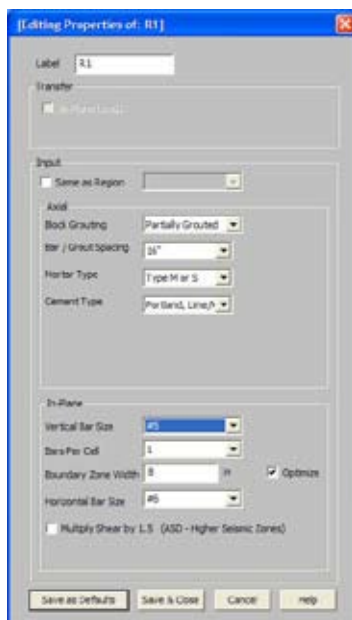 [Editing Properties of: R1]
Label R1
Transfer
Input
Same as Region
Axial
Block Grouting Partially Grouted
Bar / Grout Spacing 16"
Mortar Type Type M or S
Cement Type Portland, Lime/
In-Plane
Vertical Bar Size #5
Bars Per Cell 1
Boundary Zone Width 8 in Optimize
Horizontal Bar Size #5
Multiply Shear by 1.5 (ASD - Higher Seismic Zones)
Save as Defaults Save & Close Cancel Help